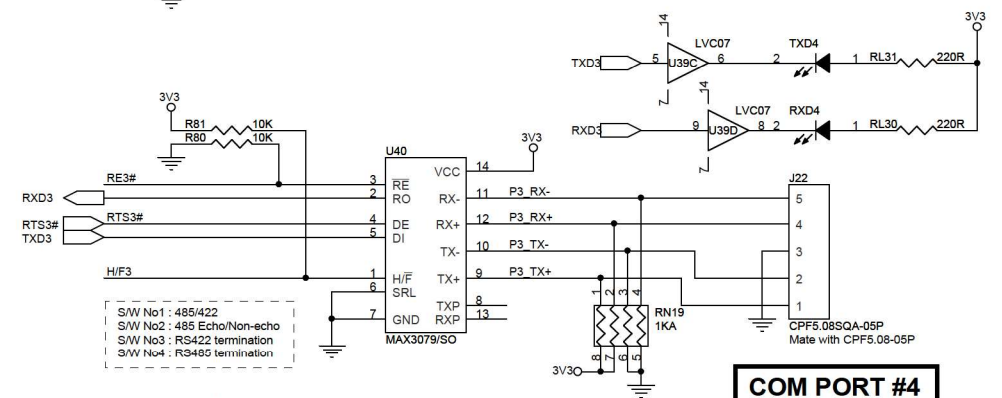 3V3
14
LVC07
TXD4
TXD3
5
U39C
6
2
1
RL31
220R
7
14
LVC07
RXD4
RXD3
9
U39D
8
2
1
RL30
220R
7
3V3
R81
10K
R80
10K
3V3
U40
J22
RE3#
3
RE
VCC
14
RXD3
2
RO
RX-
11
P3_RX-
5
RTS3#
RTS3#
4
DE
RX+
12
P3_RX+
4
TXD3
5
DI
TX-
10
P3_TX-
3
2
H/F3
1
H/F
TX+
9
P3_TX+
1
6
SRL
TXP
8
7
GND
RXP
13
MAX3079/SO
1
2
3
4
RN19
1KA
8
7
6
5
3V3
CPF5.08SQA-05P
Mate with CPF5.08-05P
S/W No1 : 485/422
S/W No2 : 485 Echo/Non-echo
S/W No3 : RS422 termination
S/W No4 : RS485 termination
COM PORT #4